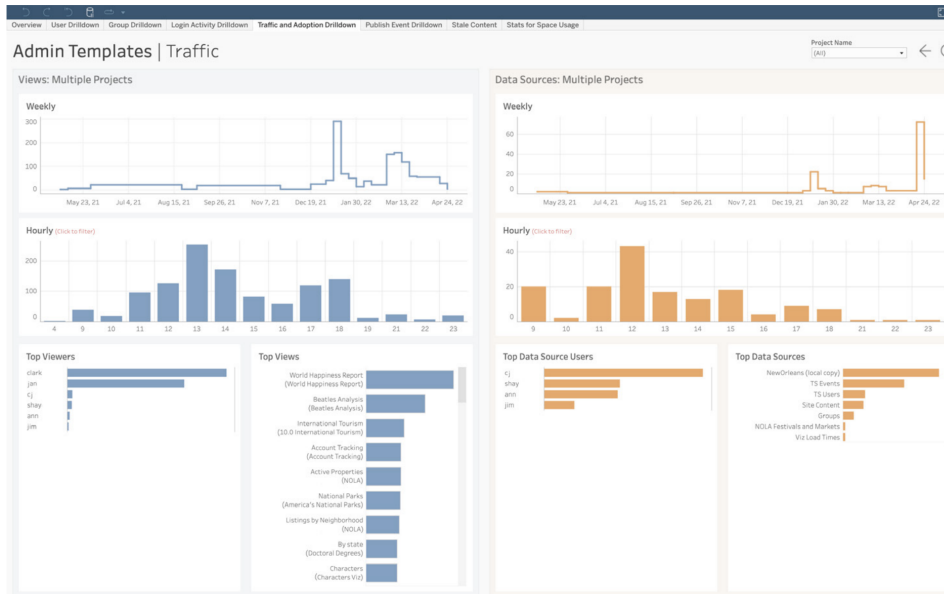 Overview User Drilldown Group Drilldown Login Activity Drilldown Traffic and Adoption Drilldown Publish Event Drilldown Stale Content Stats for Space Usage
Admin Templates | Traffic
Project Name
(All)
Views: Multiple Projects
Weekly
300
200
100
0
May 23, 21 Jul 4, 21 Aug 15, 21 Sep 26, 21 Nov 7, 21 Dec 19, 21 Jan 30, 22 Mar 13, 22 Apr 24, 22
Hourly (Click to filter)
200
100
0
4 9 10 11 12 13 14 15 16 17 18 19 21 22 23
Top Viewers
clark
jan
cj
shay
ann
jim
Top Views
World Happiness Report
(World Happiness Report)
Beatles Analysis
(Beatles Analysis)
International Tourism
(10.0 International Tourism)
Account Tracking
(Account Tracking)
Active Properties
(NOLA)
National Parks
(America's National Parks)
Listings by Neighborhood
(NOLA)
By state
(Doctoral Degrees)
Characters
(Characters Viz)
Data Sources: Multiple Projects
Weekly
60
40
20
0
May 23, 21 Jul 4, 21 Aug 15, 21 Sep 26, 21 Nov 7, 21 Dec 19, 21 Jan 30, 22 Mar 13, 22 Apr 24, 22
Hourly (Click to filter)
40
20
0
9 10 11 12 13 14 15 16 17 18 21 22 23
Top Data Source Users
cj
shay
ann
jim
Top Data Sources
NewOrleans (local copy)
TS Events
TS Users
Site Content
Groups
NOLA Festivals and Markets
Viz Load Times